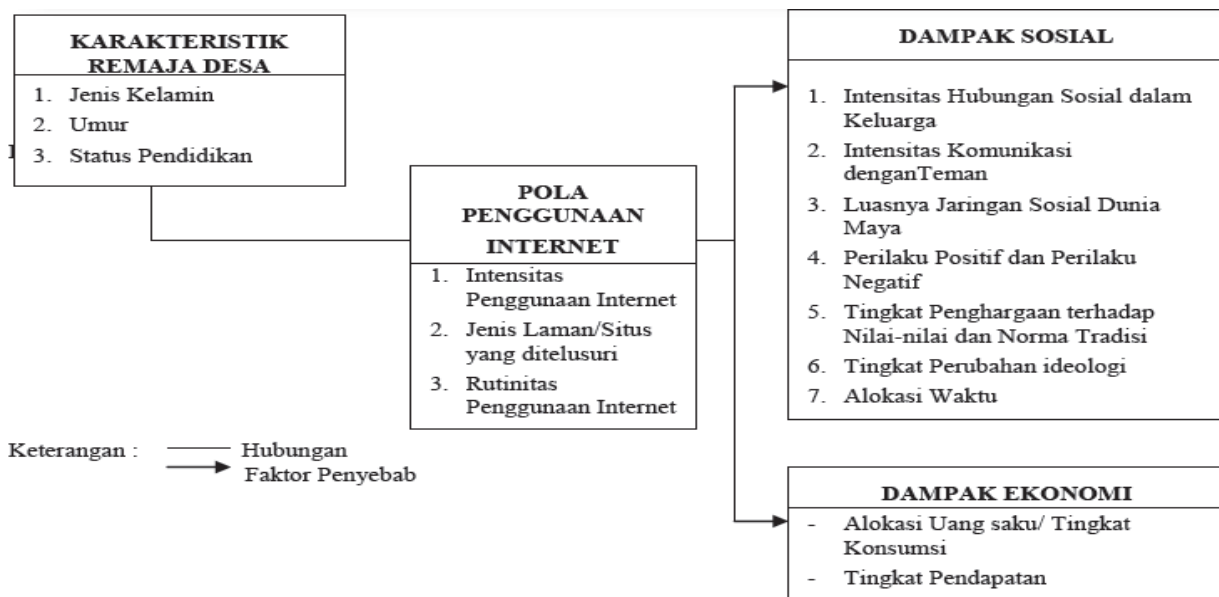 KARAKTERISTIK
REMAJA DESA
1. Jenis Kelamin
2. Umur
3. Status Pendidikan
POLA
PENGGUNAAN
INTERNET
1. Intensitas
Penggunaan Internet
2. Jenis Laman/Situs
yang ditelusuri
3. Rutinitas
Penggunaan Internet
DAMPAK SOSIAL
1. Intensitas Hubungan Sosial dalam
Keluarga
2. Intensitas Komunikasi
denganTeman
3. Luasnya Jaringan Sosial Dunia
Maya
4. Perilaku Positif dan Perilaku
Negatif
5. Tingkat Penghargaan terhadap
Nilai-nilai dan Norma Tradisi
6. Tingkat Perubahan ideologi
7. Alokasi Waktu
DAMPAK EKONOMI
- Alokasi Uang saku/ Tingkat
Konsumsi
- Tingkat Pendapatan
Keterangan : Hubungan
Faktor Penyebab